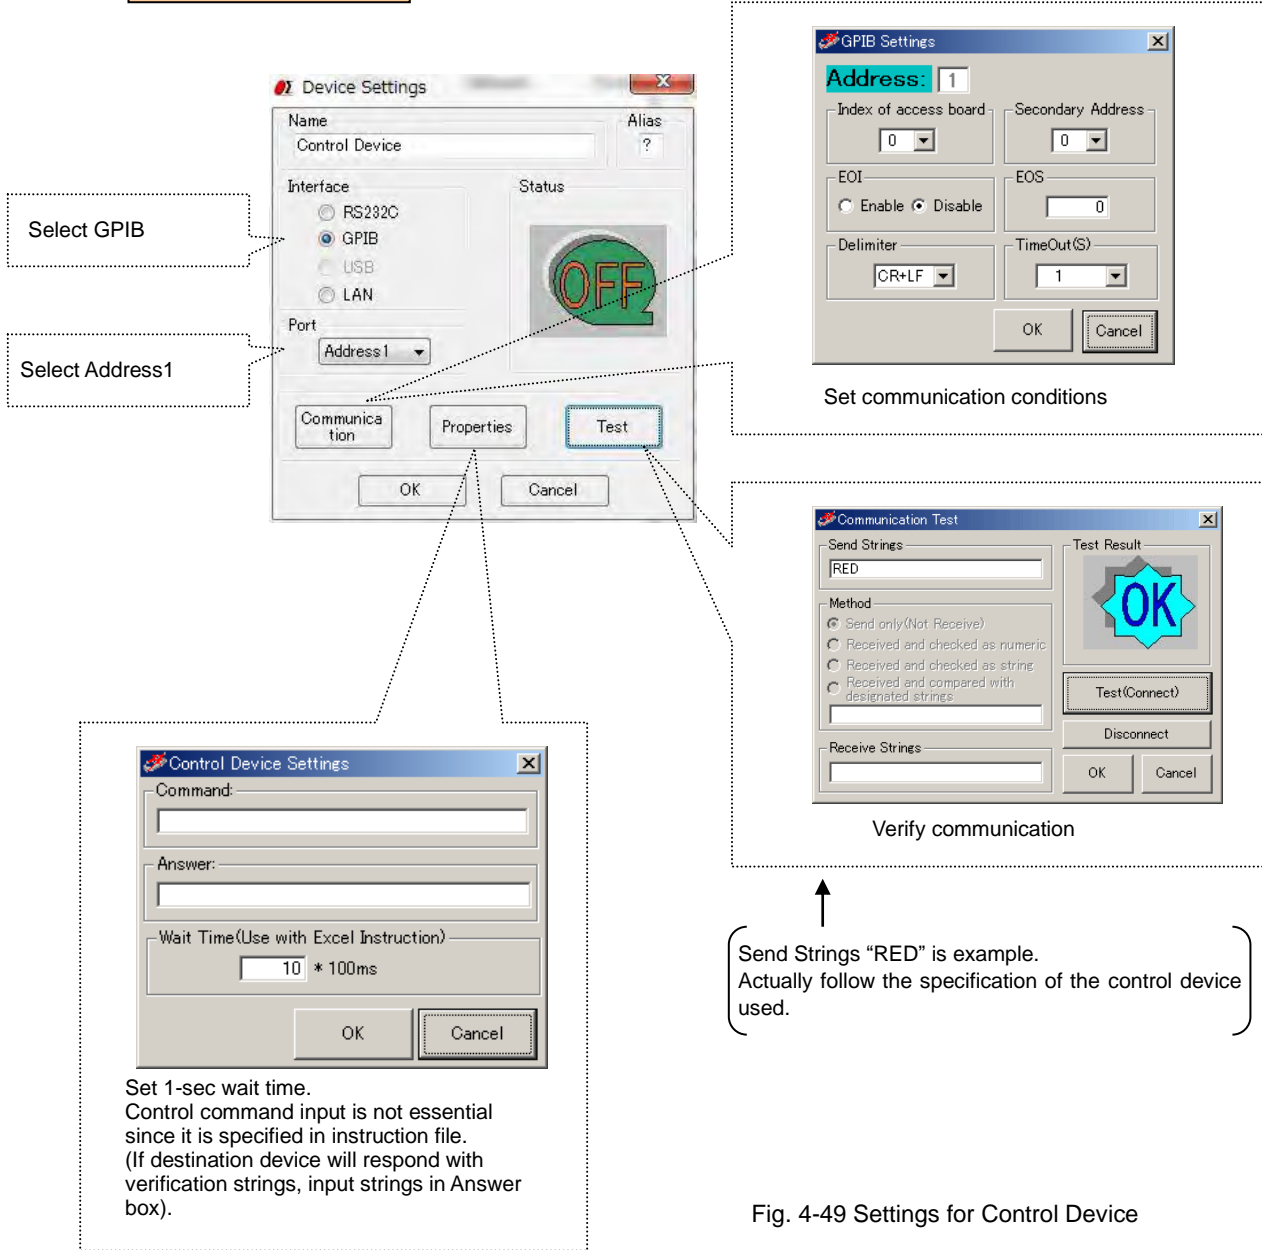 GPIB Settings
Address: 1
Index of access board
0
Secondary Address
0
EOI
Enable Disable
EOS
0
Delimiter
CR+LF
TimeOut(S)
1
OK Cancel
Set communication conditions
Device Settings
Name
Control Device
Alias
?
Interface
RS232C
GPIB
USB
LAN
Status
OFF
Port
Address1
Communica
tion
Properties
Test
OK Cancel
Select GPIB
Select Address1
Communication Test
Send Strings
RED
Test Result
OK
Method
Send only(Not Receive)
Received and checked as numeric
Received and checked as string
Received and compared with
designated strings
Test(Connect)
Disconnect
Receive Strings
OK Cancel
Verify communication
Control Device Settings
Command:
Answer:
Wait Time(Use with Excel Instruction)
10 * 100ms
OK Cancel
Set 1-sec wait time.
Control command input is not essential
since it is specified in instruction file.
(If destination device will respond with
verification strings, input strings in Answer
box).
Send Strings “RED” is example.
Actually follow the specification of the control device
used.
Fig. 4-49 Settings for Control Device